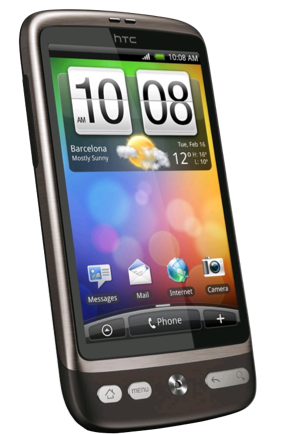 htc
10:08 AM
10 08
AM
Barcelona
Mostly Sunny
Tue, Feb 16
12° H: 16°
L: 10°
Messages
Mail
Internet
Camera
Phone
+
MENU